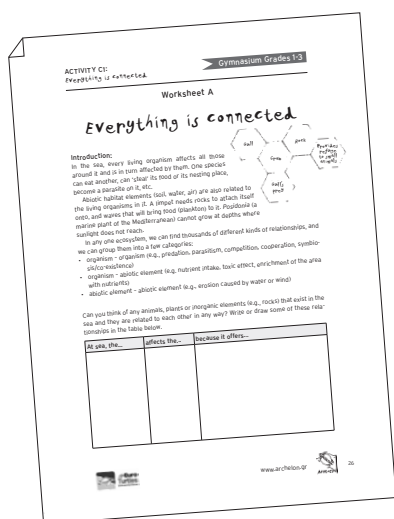 ACTIVITY C1:
Everything is connected
Gymnasium Grades 1-3
Worksheet A
Everything is connected
Introduction:
In the sea, every living organism affects all those
around it and is in turn affected by them. One species
can eat another, can 'steal' its food or its nesting place,
become a parasite on it, etc.
Abiotic habitat elements (soil, water, air) are also related to
the living organisms in it. A limpet needs rocks to attach itself
onto, and waves that will bring food (plankton) to it. Posidonia (a
marine plant of the Mediterranean) cannot grow at depths where
sunlight does not reach.
In any one ecosystem, we can find thousands of different kinds of relationships, and
we can group them into a few categories:
• organism - organism (e.g., predation, parasitism, competition, cooperation, symbio-
sis/co-existence)
• organism - abiotic element (e.g. nutrient intake, toxic effect, enrichment of the area
with nutrients)
• abiotic element - abiotic element (e.g., erosion caused by water or wind)
Can you think of any animals, plants or inorganic elements (e.g., rocks) that exist in the
sea and they are related to each other in any way? Write or draw some of these rela-
tionships in the table below.
At sea, the... affects the... because it offers...
www.archelon.gr
26